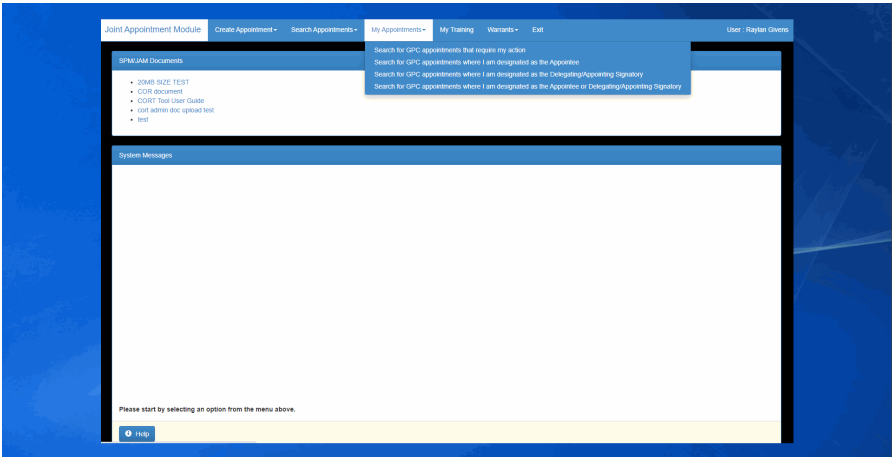 Joint Appointment Module Create Appointment Search Appointments My Appointments My Training Warrants Exit User : Raylan Givens
Search for GPC appointments that require my action
Search for GPC appointments where I am designated as the Appointee
Search for GPC appointments where I am designated as the Delegating/Appointing Signatory
Search for GPC appointments where I am designated as the Appointee or Delegating/Appointing Signatory
SPM/JAM Documents
20MB SIZE TEST
COR document
CORT Tool User Guide
cort admin doc upload test
test
System Messages
Please start by selecting an option from the menu above.
Help